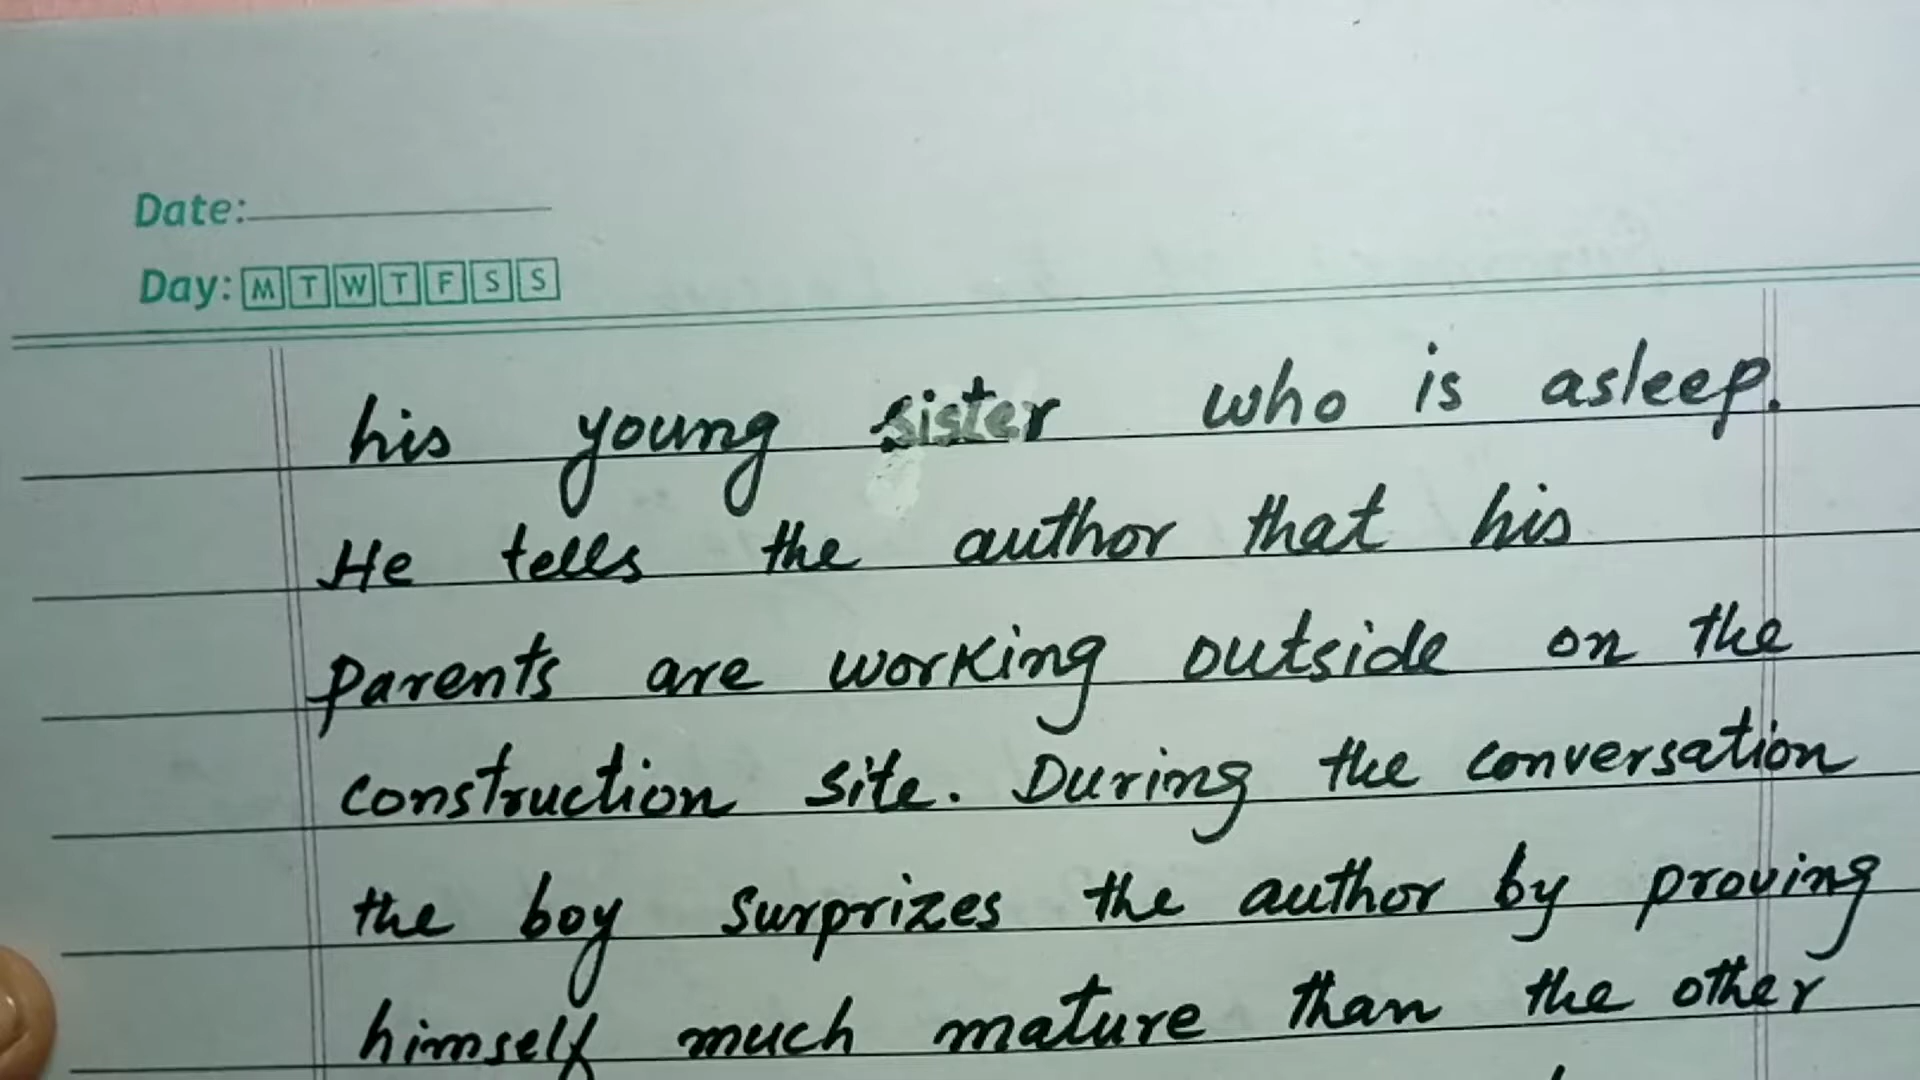 Date:
Day: M T W T F S S
his young sister who is asleep.
He tells the author that his
parents are working outside on the
construction site. During the conversation
the boy surprizes the author by proving
himself much mature than the other